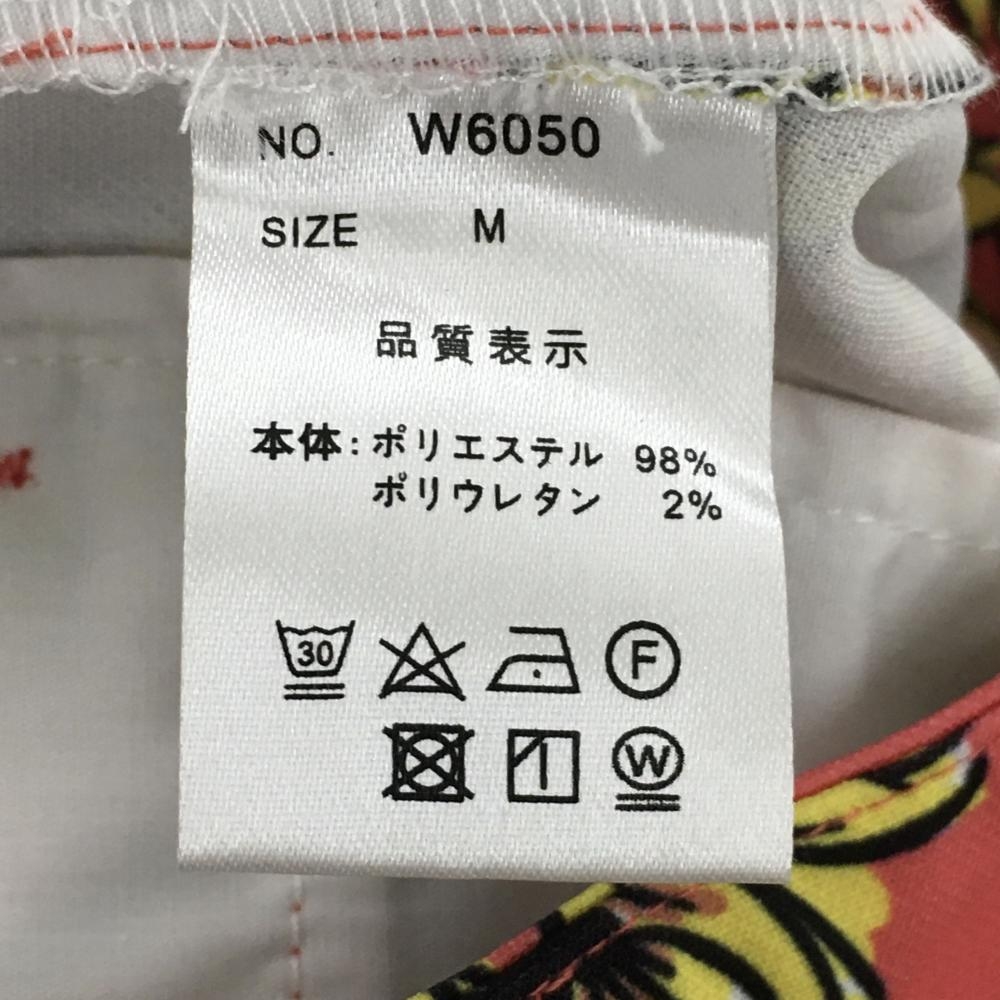 NO. W6050
SIZE M
品質表示
本体: ポリエステル 98%
ポリウレタン 2%
30 F
W